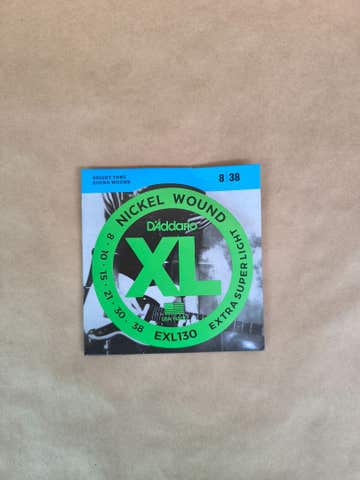 BRIGHT TONE
ROUND WOUND
8|38
NICKEL WOUND
D'Addario
XL
8 • 10 • 15 • 21 • 30 • 38
EXL130
EXTRA SUPER LIGHT